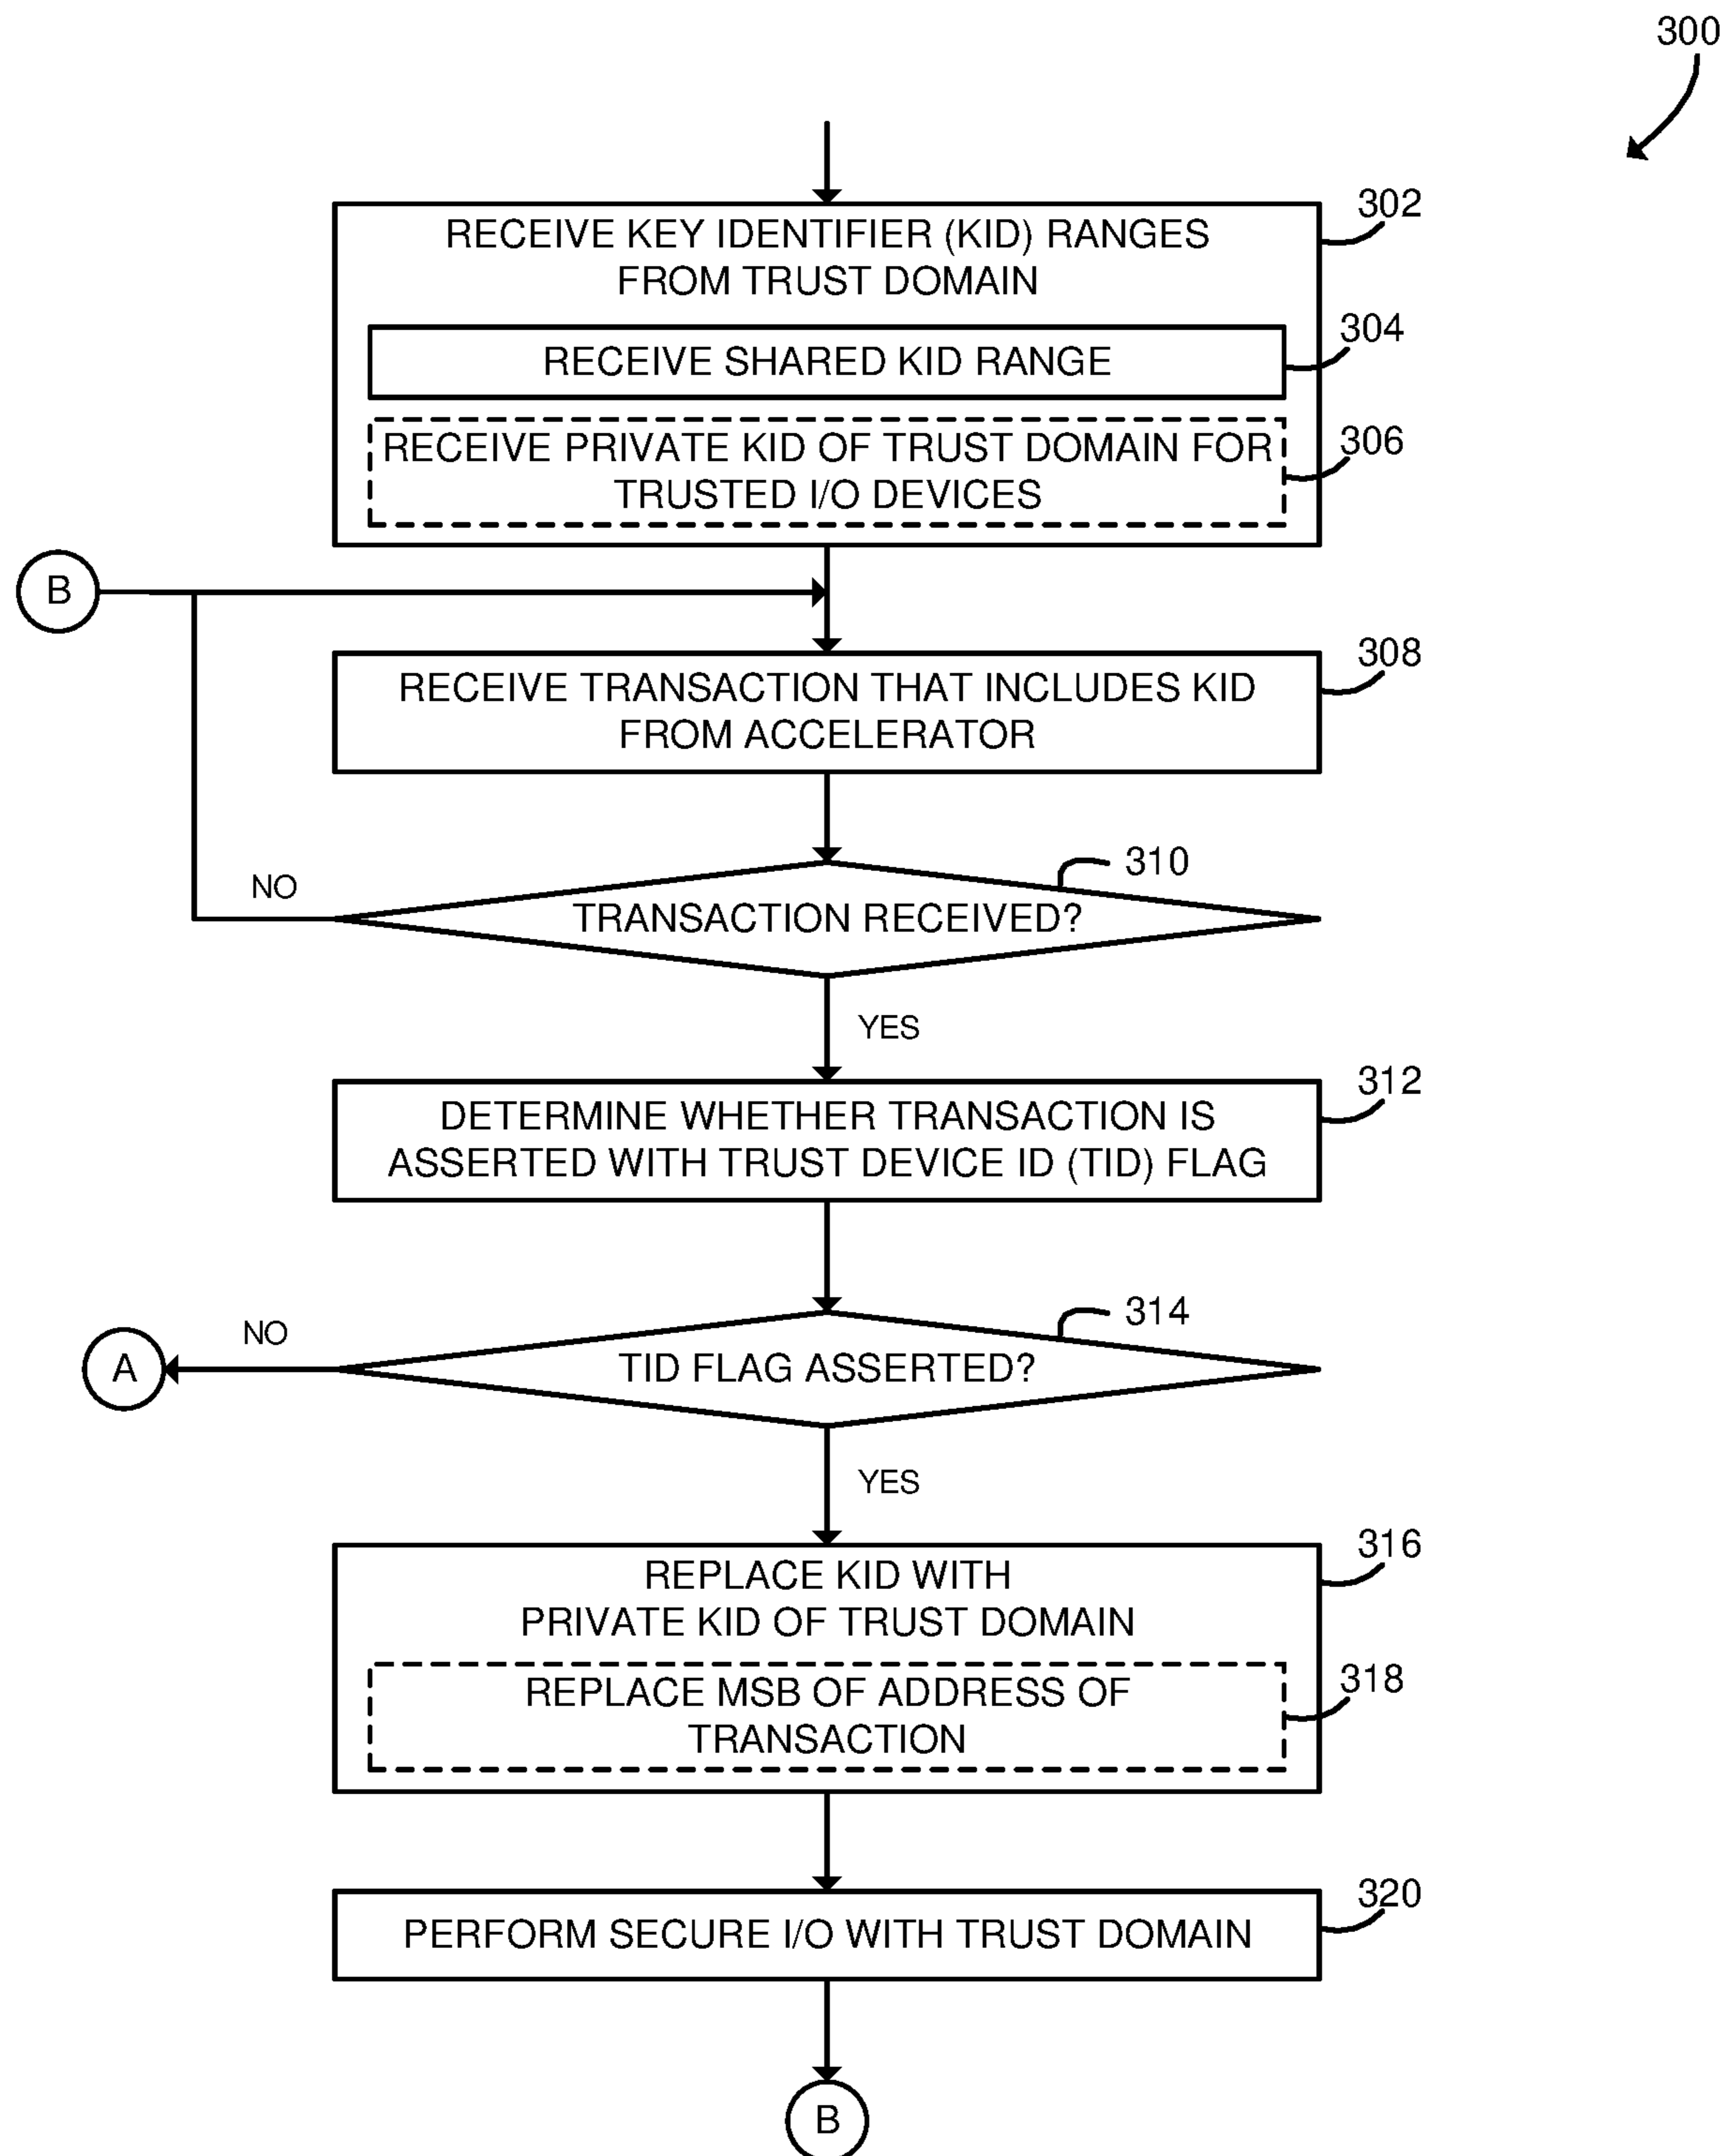 300
RECEIVE KEY IDENTIFIER (KID) RANGES
FROM TRUST DOMAIN
302
RECEIVE SHARED KID RANGE
304
RECEIVE PRIVATE KID OF TRUST DOMAIN FOR
TRUSTED I/O DEVICES
306
B
RECEIVE TRANSACTION THAT INCLUDES KID
FROM ACCELERATOR
308
TRANSACTION RECEIVED?
310
NO
YES
DETERMINE WHETHER TRANSACTION IS
ASSERTED WITH TRUST DEVICE ID (TID) FLAG
312
TID FLAG ASSERTED?
314
NO
A
YES
REPLACE KID WITH
PRIVATE KID OF TRUST DOMAIN
316
REPLACE MSB OF ADDRESS OF
TRANSACTION
318
PERFORM SECURE I/O WITH TRUST DOMAIN
320
B